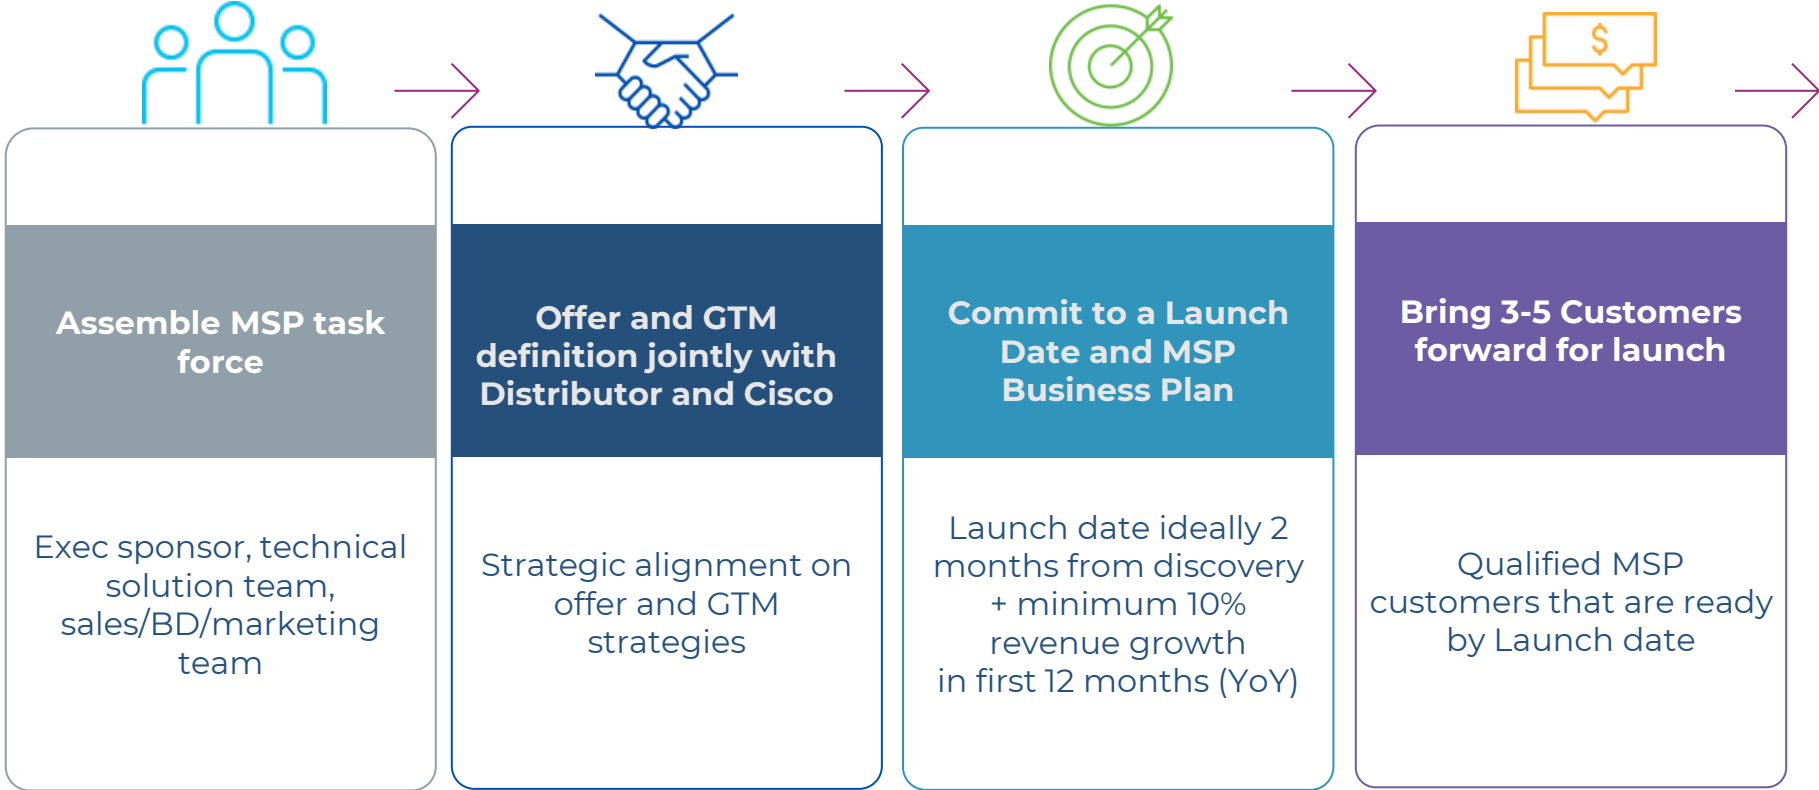 $
Assemble MSP task
force
Exec sponsor, technical
solution team,
sales/BD/marketing
team
Offer and GTM
definition jointly with
Distributor and Cisco
Strategic alignment on
offer and GTM
strategies
Commit to a Launch
Date and MSP
Business Plan
Launch date ideally 2
months from discovery
+ minimum 10%
revenue growth
in first 12 months (YoY)
Bring 3-5 Customers
forward for launch
Qualified MSP
customers that are ready
by Launch date